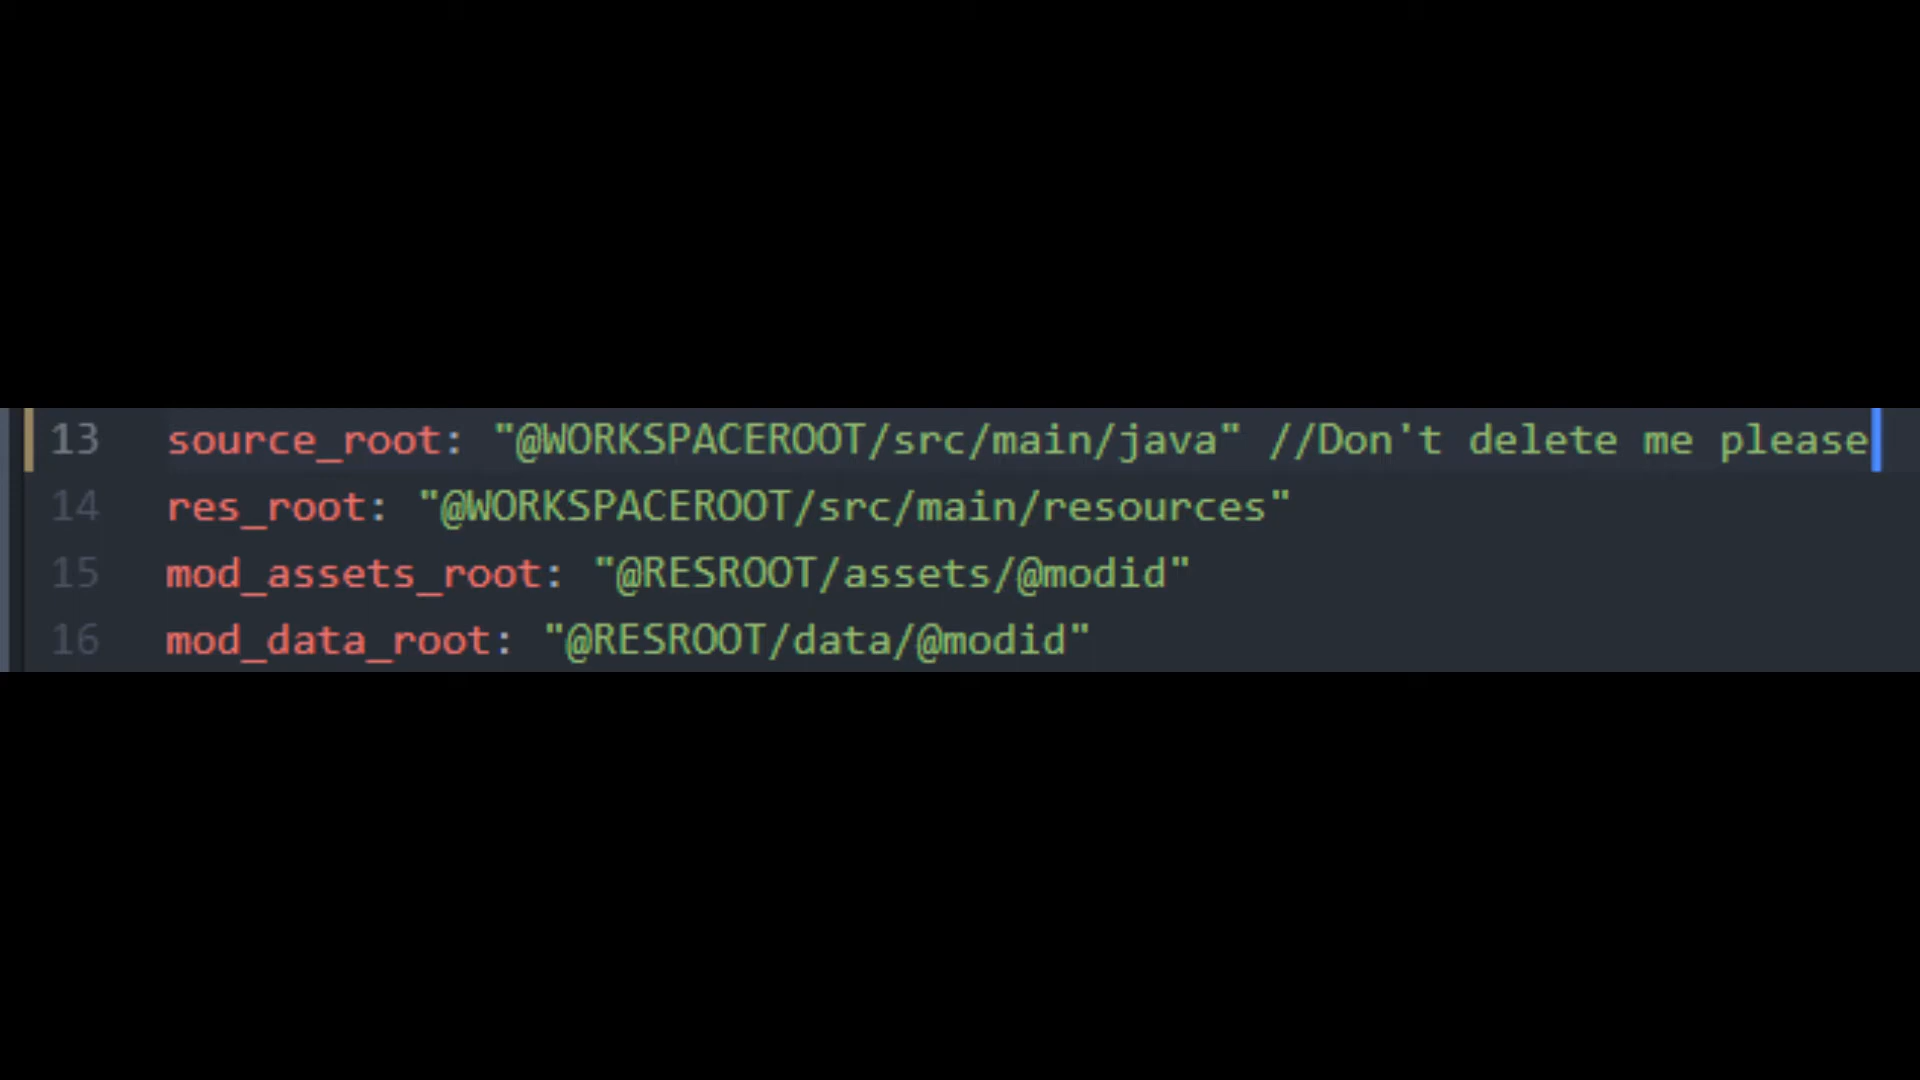 13 source_root: "@WORKSPACEROOT/src/main/java" //Don't delete me please
14 res_root: "@WORKSPACEROOT/src/main/resources"
15 mod_assets_root: "@RESROOT/assets/@modid"
16 mod_data_root: "@RESROOT/data/@modid"